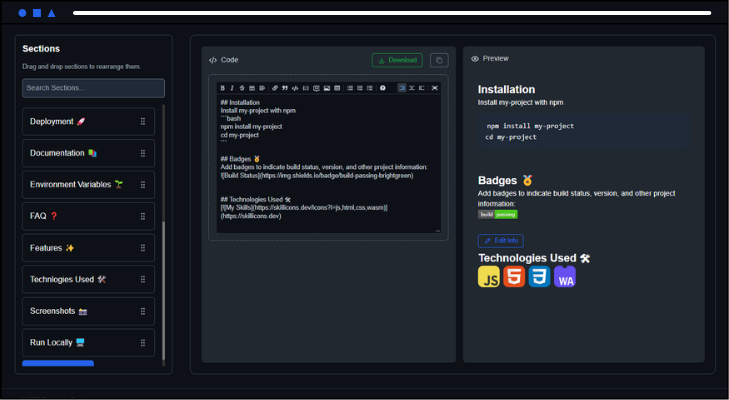 Sections
Drag and drop sections to rearrange them.
Search Sections...
Deployment 🚀
Documentation 📚
Environment Variables 🌱
FAQ ❓
Features ✨
Technlogies Used 🛠
Screenshots 📸
Run Locally 🖥
</> Code
Download
## Installation
Install my-project with npm
```bash
npm install my-project
cd my-project
```
## Badges 🏅
Add badges to indicate build status, version, and other project information:
![Build Status](https://img.shields.io/badge/build-passing-brightgreen)
## Technologies Used 🛠
[![My Skills](https://skillicons.dev/icons?i=js,html,css,wasm)]
(https://skillicons.dev)
Preview
Installation
Install my-project with npm
npm install my-project
cd my-project
Badges 🏅
Add badges to indicate build status, version, and other project
information:
build passing
Edit Info
Technologies Used 🛠
JS 5 3 WA